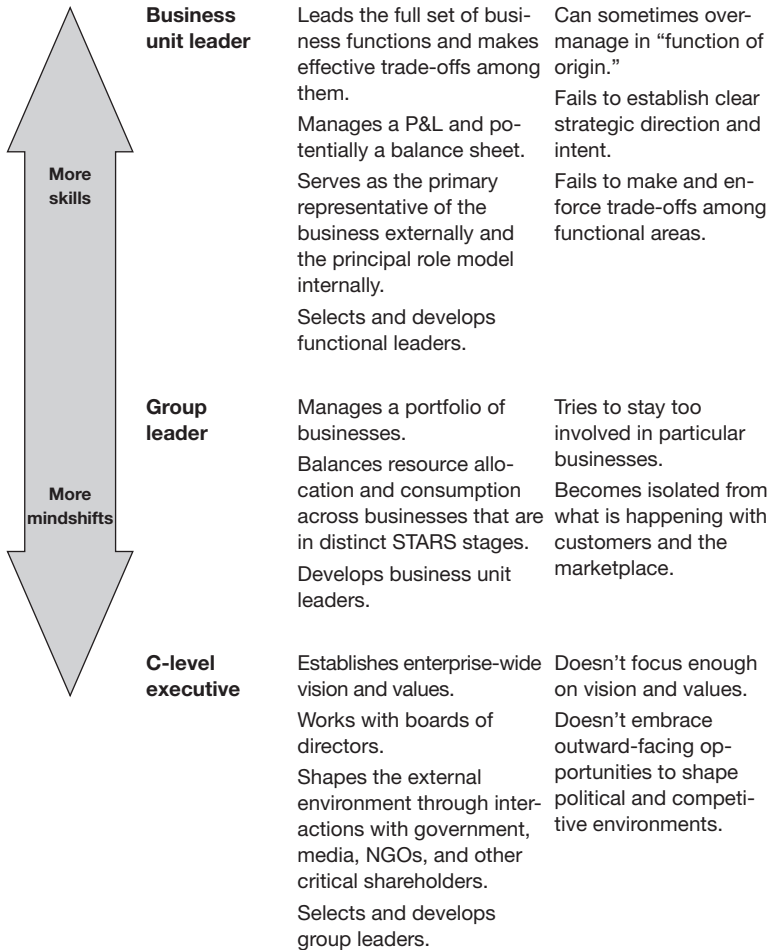 More
skills
More
mindshifts
Business
unit leader
Leads the full set of busi-
ness functions and makes
effective trade-offs among
them.
Manages a P&L and po-
tentially a balance sheet.
Serves as the primary
representative of the
business externally and
the principal role model
internally.
Selects and develops
functional leaders.
Can sometimes over-
manage in “function of
origin.”
Fails to establish clear
strategic direction and
intent.
Fails to make and en-
force trade-offs among
functional areas.
Group
leader
Manages a portfolio of
businesses.
Balances resource allo-
cation and consumption
across businesses that are
in distinct STARS stages.
Develops business unit
leaders.
Tries to stay too
involved in particular
businesses.
Becomes isolated from
what is happening with
customers and the
marketplace.
C-level
executive
Establishes enterprise-wide
vision and values.
Works with boards of
directors.
Shapes the external
environment through inter-
actions with government,
media, NGOs, and other
critical shareholders.
Selects and develops
group leaders.
Doesn’t focus enough
on vision and values.
Doesn’t embrace
outward-facing op-
portunities to shape
political and competi-
tive environments.